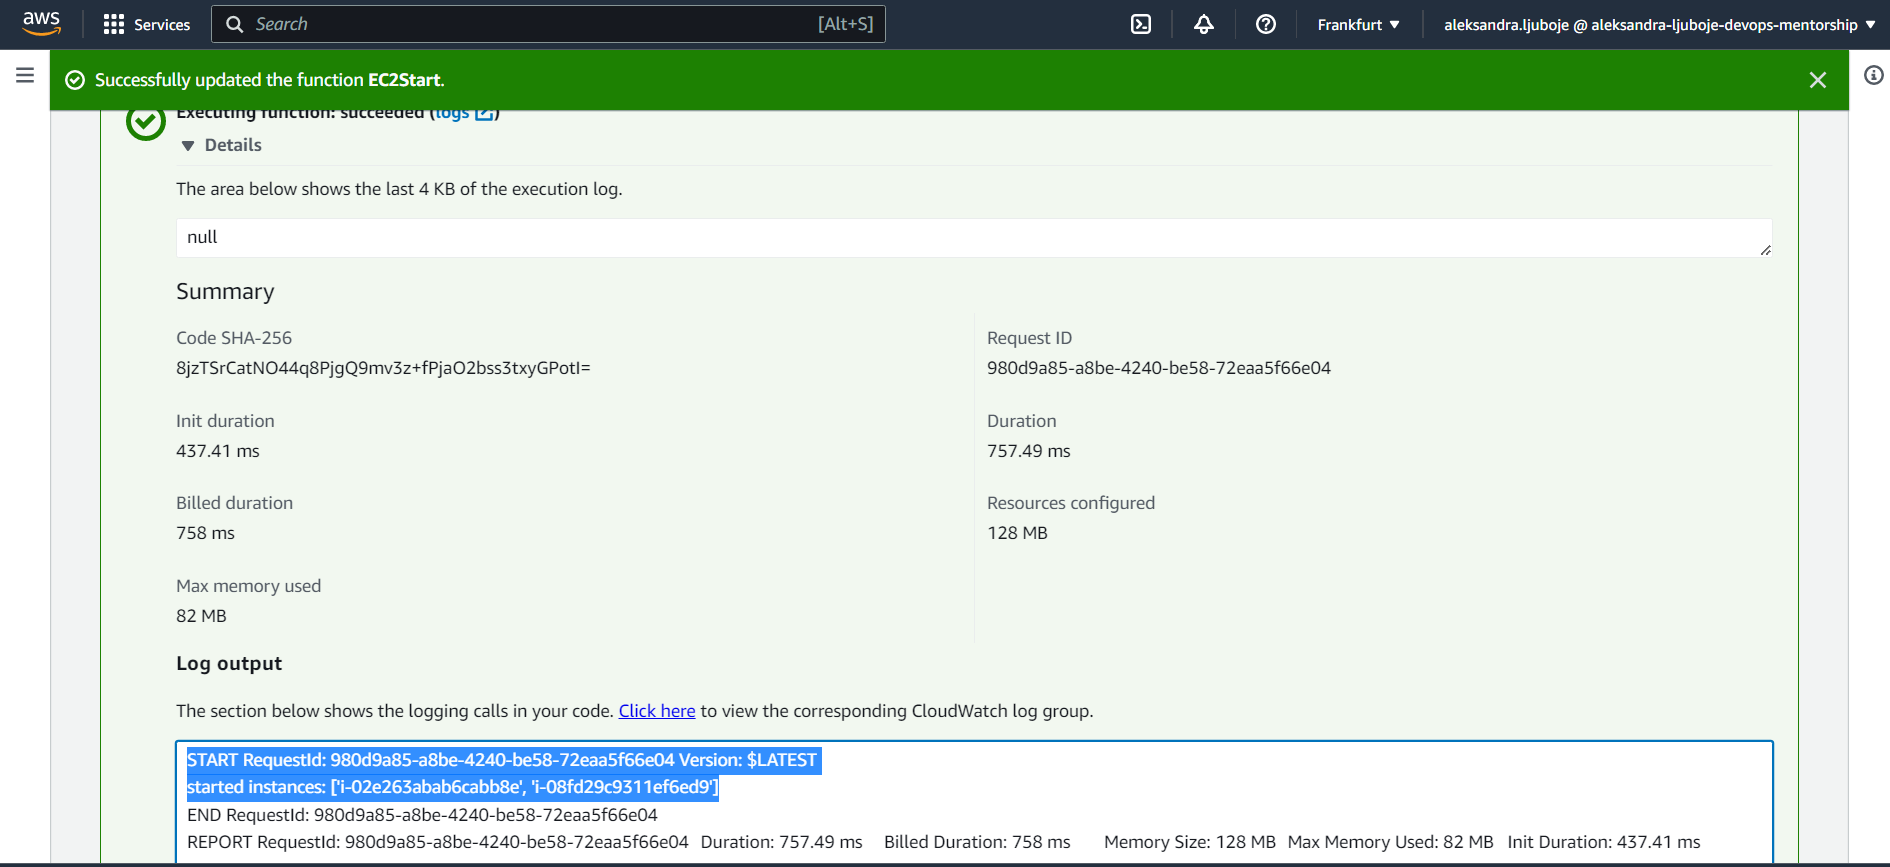 aws Services Search [Alt+S] Frankfurt aleksandra.ljuboje @ aleksandra-ljuboje-devops-mentorship
Successfully updated the function EC2Start.
Executing function: succeeded (logs)
Details
The area below shows the last 4 KB of the execution log.
null
Summary
Code SHA-256
8jzTSrCatNO44q8PjgQ9mv3z+fPjaO2bss3txyGPotI=
Request ID
980d9a85-a8be-4240-be58-72eaa5f66e04
Init duration
437.41 ms
Duration
757.49 ms
Billed duration
758 ms
Resources configured
128 MB
Max memory used
82 MB
Log output
The section below shows the logging calls in your code. Click here to view the corresponding CloudWatch log group.
START RequestId: 980d9a85-a8be-4240-be58-72eaa5f66e04 Version: $LATEST
started instances: ['i-02e263abab6cabb8e', 'i-08fd29c9311ef6ed9']
END RequestId: 980d9a85-a8be-4240-be58-72eaa5f66e04
REPORT RequestId: 980d9a85-a8be-4240-be58-72eaa5f66e04 Duration: 757.49 ms Billed Duration: 758 ms Memory Size: 128 MB Max Memory Used: 82 MB Init Duration: 437.41 ms